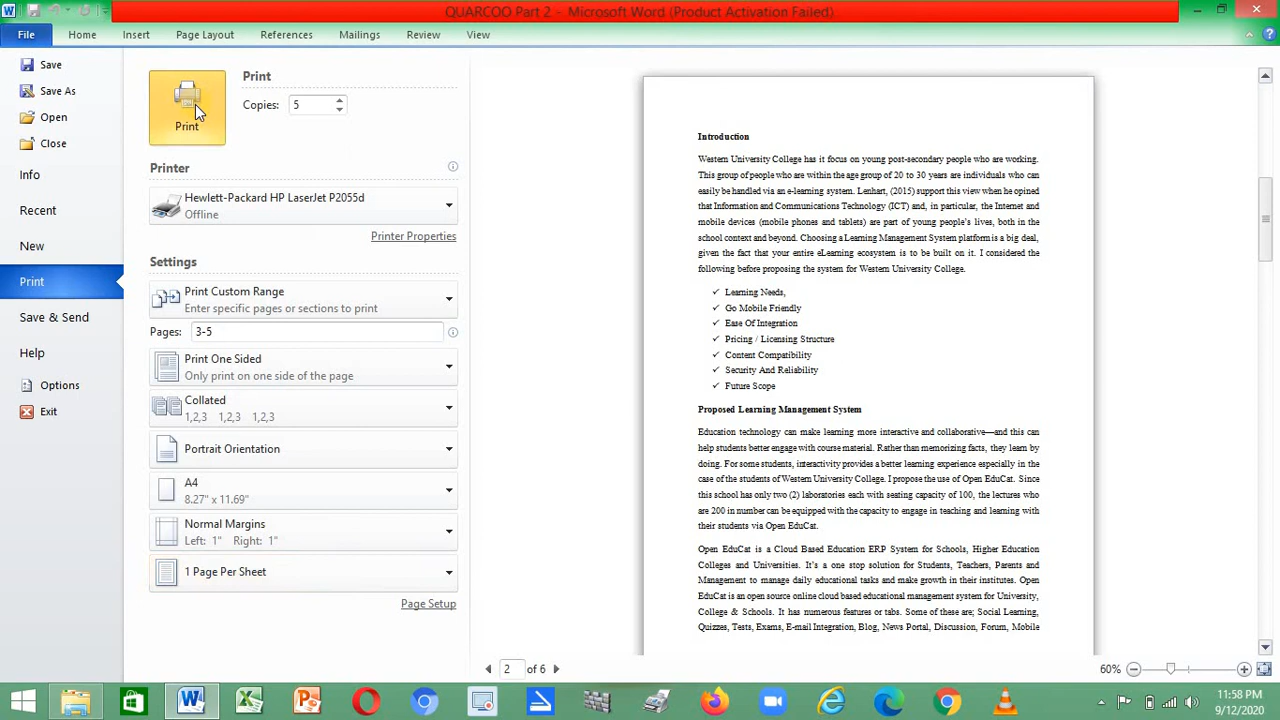 QUARCOO Part 2 - Microsoft Word (Product Activation Failed)
File Home Insert Page Layout References Mailings Review View
Save
Save As
Open
Close
Info
Recent
New
Print
Save & Send
Help
Options
Exit
Print
Print
Copies: 5
Printer
Hewlett-Packard HP LaserJet P2055d
Offline
Printer Properties
Settings
Print Custom Range
Enter specific pages or sections to print
Pages: 3-5
Print One Sided
Only print on one side of the page
Collated
1,2,3 1,2,3 1,2,3
Portrait Orientation
A4
8.27" x 11.69"
Normal Margins
Left: 1" Right: 1"
1 Page Per Sheet
Page Setup
Introduction
Western University College has it focus on young post-secondary people who are working.
This group of people who are within the age group of 20 to 30 years are individuals who can
easily be handled via an e-learning system. Lenhart, (2015) support this view when he opined
that Information and Communications Technology (ICT) and, in particular, the Internet and
mobile devices (mobile phones and tablets) are part of young people's lives, both in the
school context and beyond. Choosing a Learning Management System platform is a big deal,
given the fact that your entire eLearning ecosystem is to be built on it. I considered the
following before proposing the system for Western University College.
✓ Learning Needs,
✓ Go Mobile Friendly
✓ Ease Of Integration
✓ Pricing / Licensing Structure
✓ Content Compatibility
✓ Security And Reliability
✓ Future Scope
Proposed Learning Management System
Education technology can make learning more interactive and collaborative—and this can
help students better engage with course material. Rather than memorizing facts, they learn by
doing. For some students, interactivity provides a better learning experience especially in the
case of the students of Western University College. I propose the use of Open EduCat. Since
this school has only two (2) laboratories each with seating capacity of 100, the lectures who
are 200 in number can be equipped with the capacity to engage in teaching and learning with
their students via Open EduCat.
Open EduCat is a Cloud Based Education ERP System for Schools, Higher Education
Colleges and Universities. It's a one stop solution for Students, Teachers, Parents and
Management to manage daily educational tasks and make growth in their institutes. Open
EduCat is an open source online cloud based educational management system for University,
College & Schools. It has numerous features or tabs. Some of these are; Social Learning,
Quizzes, Tests, Exams, E-mail Integration, Blog, News Portal, Discussion, Forum, Mobile
2 of 6
60%
11:58 PM
9/12/2020